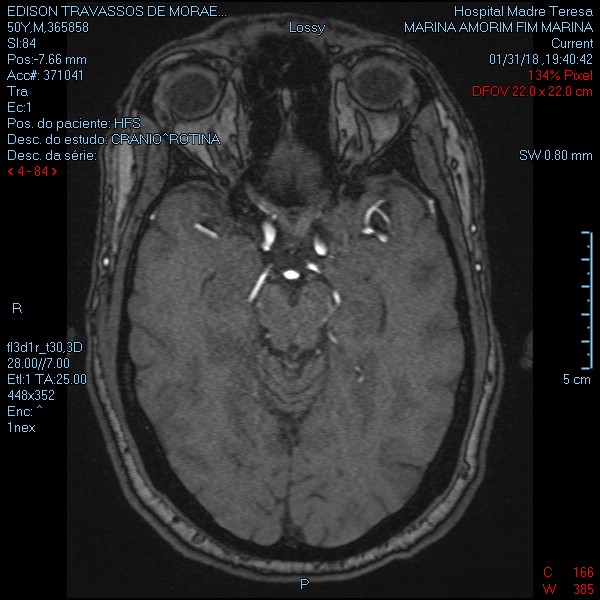 EDISON TRAVASSOS DE MORAE...
50Y,M,365858
Sl:84
Pos:-7.66 mm
Acc#: 371041
Tra
Ec:1
Pos. do paciente: HFS
Desc. do estudo: CRANIO^ROTINA
Desc. da série:
< 4 - 84 >
Lossy
Hospital Madre Teresa
MARINA AMORIM FIM MARINA
Current
01/31/18 ,19:40:42
134% Pixel
DFOV 22.0 x 22.0 cm
SW 0.80 mm
R
fl3d1r_t30,3D
28.00//7.00
Etl:1 TA:25.00
448x352
Enc: ^
1nex
5 cm
P
C 166
W 385